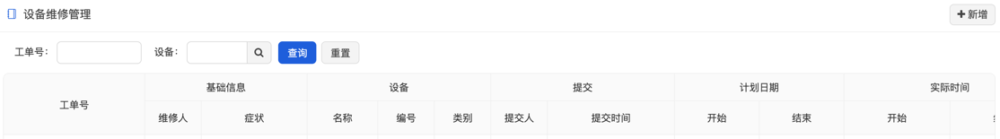 设备维修管理
新增
工单号：
设备：
查询
重置
工单号
基础信息
设备
提交
计划日期
实际时间
维修人
症状
名称
编号
类别
提交人
提交时间
开始
结束
开始